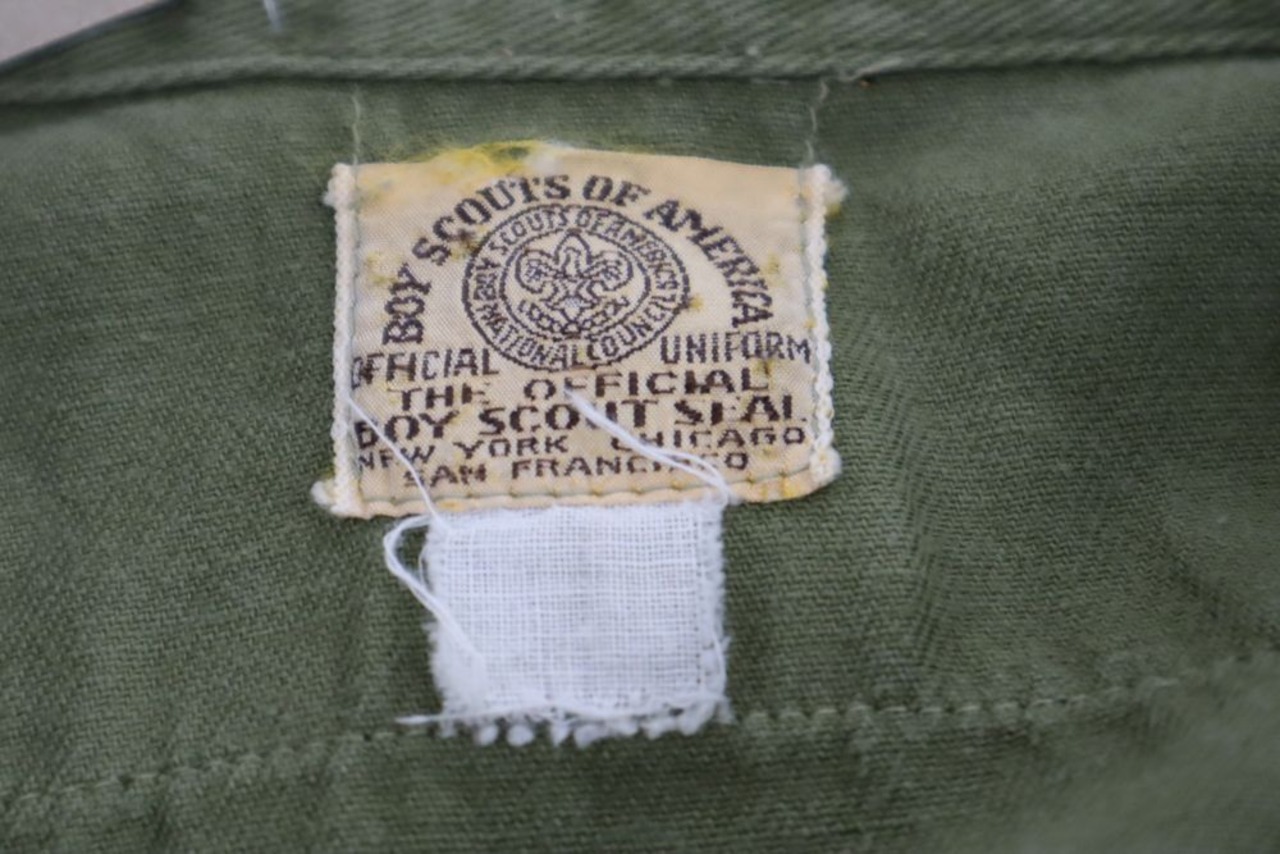 BOY SCOUTS OF AMERICA
BOY SCOUTS OF AMERICA
NATIONAL COUNCIL
OFFICIAL UNIFORM
THE OFFICIAL
BOY SCOUT SEAL
NEW YORK CHICAGO
SAN FRANCISCO